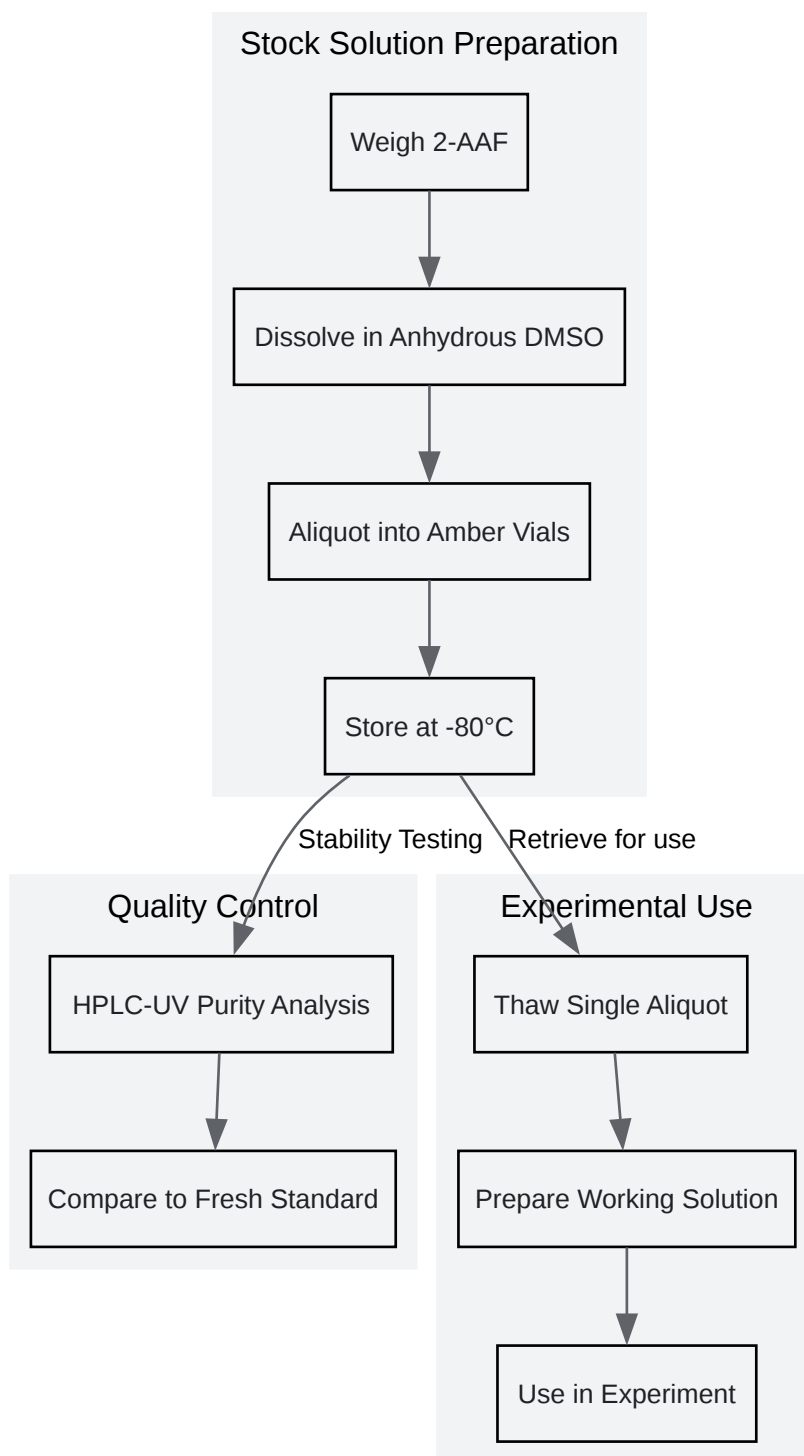 Stock Solution Preparation
Weigh 2-AAF
Dissolve in Anhydrous DMSO
Aliquot into Amber Vials
Store at -80°C
Stability Testing
Retrieve for use
Quality Control
HPLC-UV Purity Analysis
Compare to Fresh Standard
Experimental Use
Thaw Single Aliquot
Prepare Working Solution
Use in Experiment